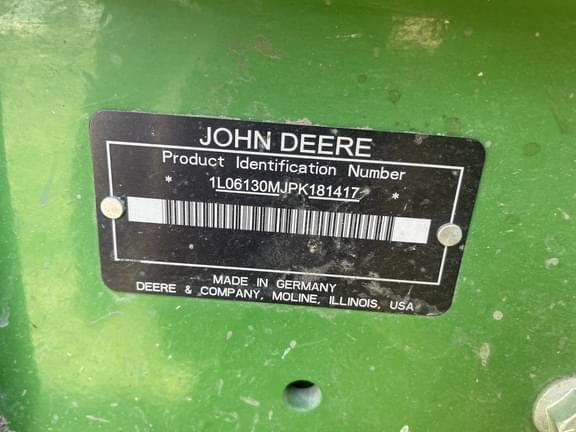 JOHN DEERE
Product Identification Number
* 1L06130MJPK181417 *
MADE IN GERMANY
DEERE & COMPANY, MOLINE, ILLINOIS, USA